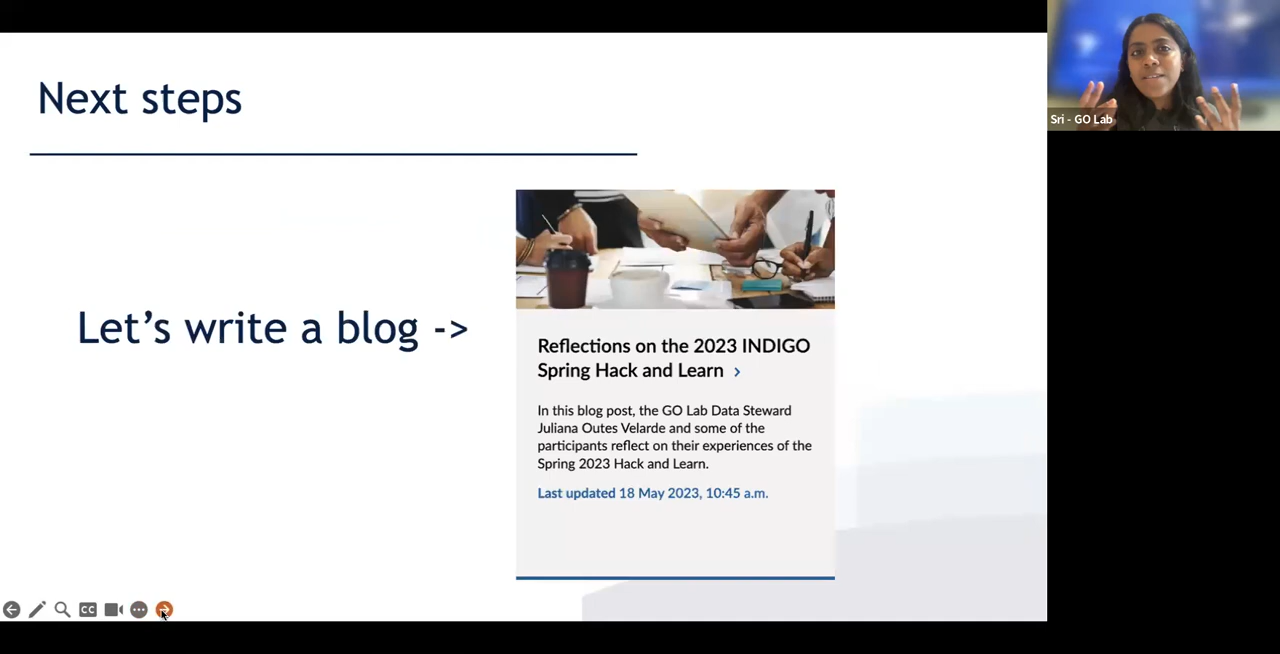 Next steps
Let's write a blog ->
Reflections on the 2023 INDIGO
Spring Hack and Learn >
In this blog post, the GO Lab Data Steward
Juliana Outes Velarde and some of the
participants reflect on their experiences of the
Spring 2023 Hack and Learn.
Last updated 18 May 2023, 10:45 a.m.
Sri - GO Lab
CC